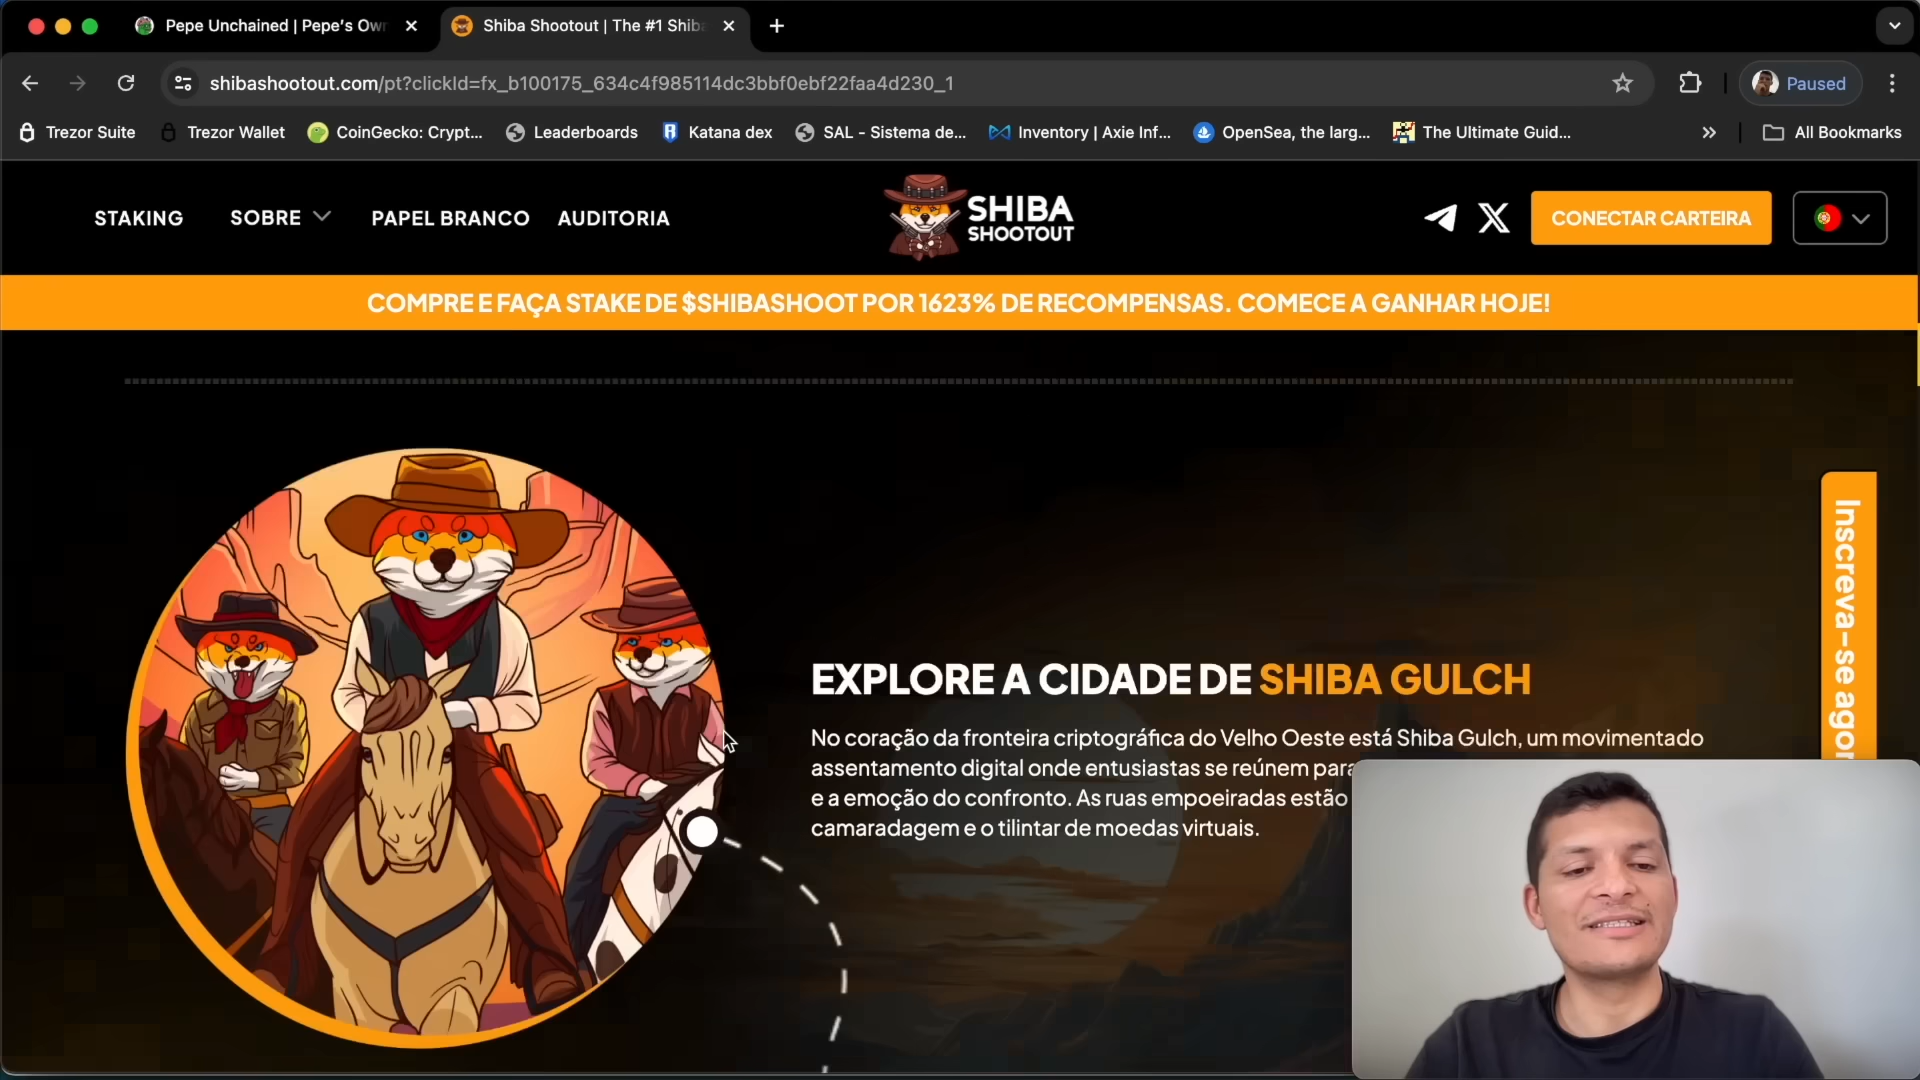 Pepe Unchained | Pepe's Ow
Shiba Shootout | The #1 Shiba
shibashootout.com/pt?clickId=fx_b100175_634c4f985114dc3bbf0ebf22faa4d230_1
Paused
Trezor Suite
Trezor Wallet
CoinGecko: Crypt...
Leaderboards
Katana dex
SAL - Sistema de...
Inventory | Axie Inf...
OpenSea, the larg...
The Ultimate Guid...
All Bookmarks
STAKING
SOBRE
PAPEL BRANCO
AUDITORIA
SHIBA
SHOOTOUT
CONECTAR CARTEIRA
COMPRE E FAÇA STAKE DE $SHIBASHOOT POR 1623% DE RECOMPENSAS. COMECE A GANHAR HOJE!
EXPLORE A CIDADE DE SHIBA GULCH
No coração da fronteira criptográfica do Velho Oeste está Shiba Gulch, um movimentado
assentamento digital onde entusiastas se reúnem para
e a emoção do confronto. As ruas empoeiradas estão
camaradagem e o tilintar de moedas virtuais.
Inscreva-se agor